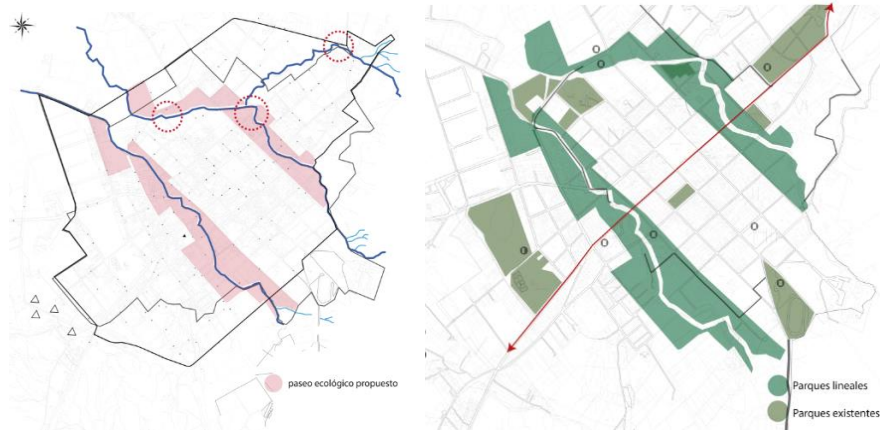 paseo ecológico propuesto
Parques lineales
Parques existentes